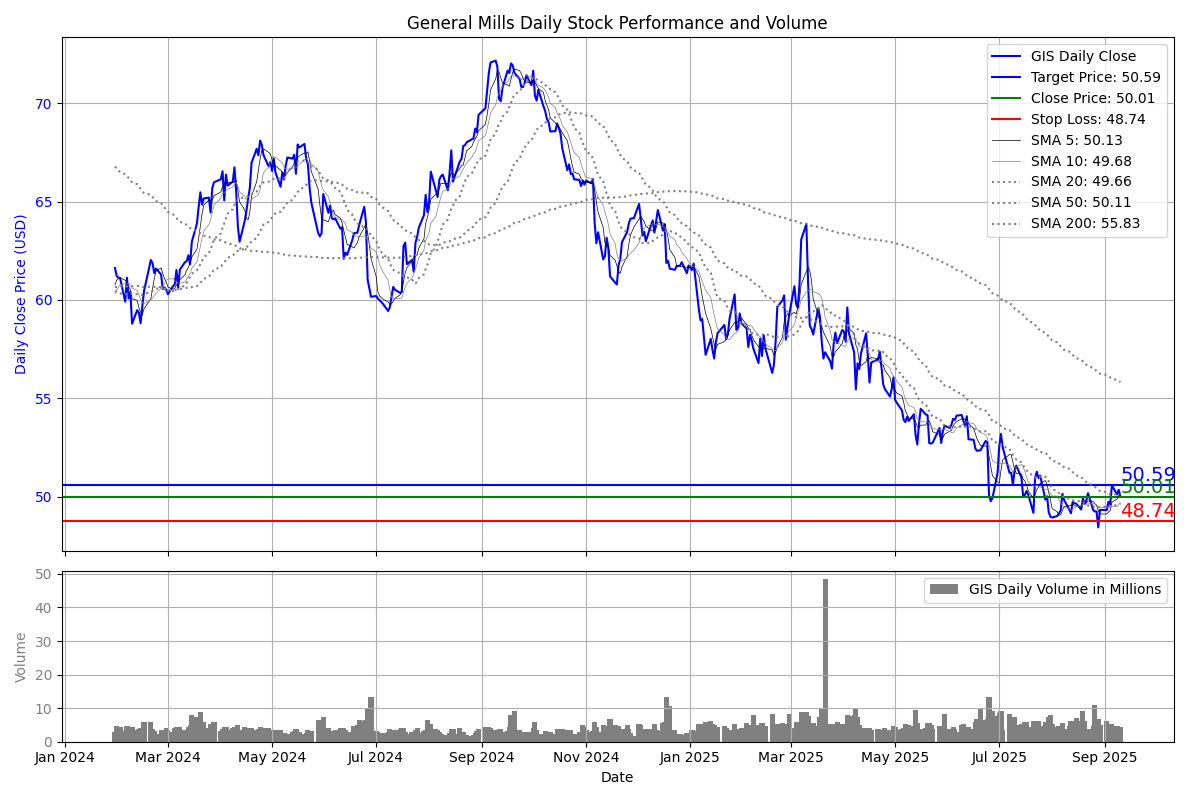 General Mills Daily Stock Performance and Volume
Daily Close Price (USD)
70
65
60
55
50
GIS Daily Close
Target Price: 50.59
Close Price: 50.01
Stop Loss: 48.74
SMA 5: 50.13
SMA 10: 49.68
SMA 20: 49.66
SMA 50: 50.11
SMA 200: 55.83
50.59
50.01
48.74
Volume
50
40
30
20
10
0
GIS Daily Volume in Millions
Jan 2024 Mar 2024 May 2024 Jul 2024 Sep 2024 Nov 2024 Jan 2025 Mar 2025 May 2025 Jul 2025 Sep 2025
Date